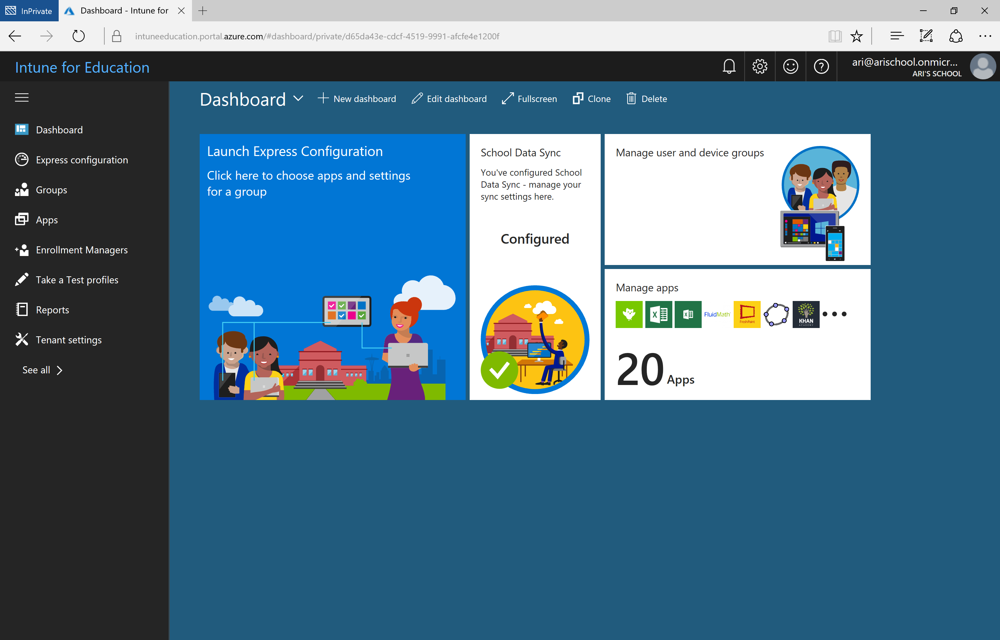 InPrivate
Dashboard - Intune for
intuneeducation.portal.azure.com/#dashboard/private/d65da43e-cdcf-4519-9991-afcfe4e1200f
Intune for Education
ari@arischool.onmicr...
ARI'S SCHOOL
Dashboard
New dashboard
Edit dashboard
Fullscreen
Clone
Delete
Dashboard
Express configuration
Groups
Apps
Enrollment Managers
Take a Test profiles
Reports
Tenant settings
See all
Launch Express Configuration
Click here to choose apps and settings
for a group
School Data Sync
You've configured School
Data Sync - manage your
sync settings here.
Configured
Manage user and device groups
Manage apps
FluidMath
FreshPaint
KHAN
ACADEMY
20 Apps